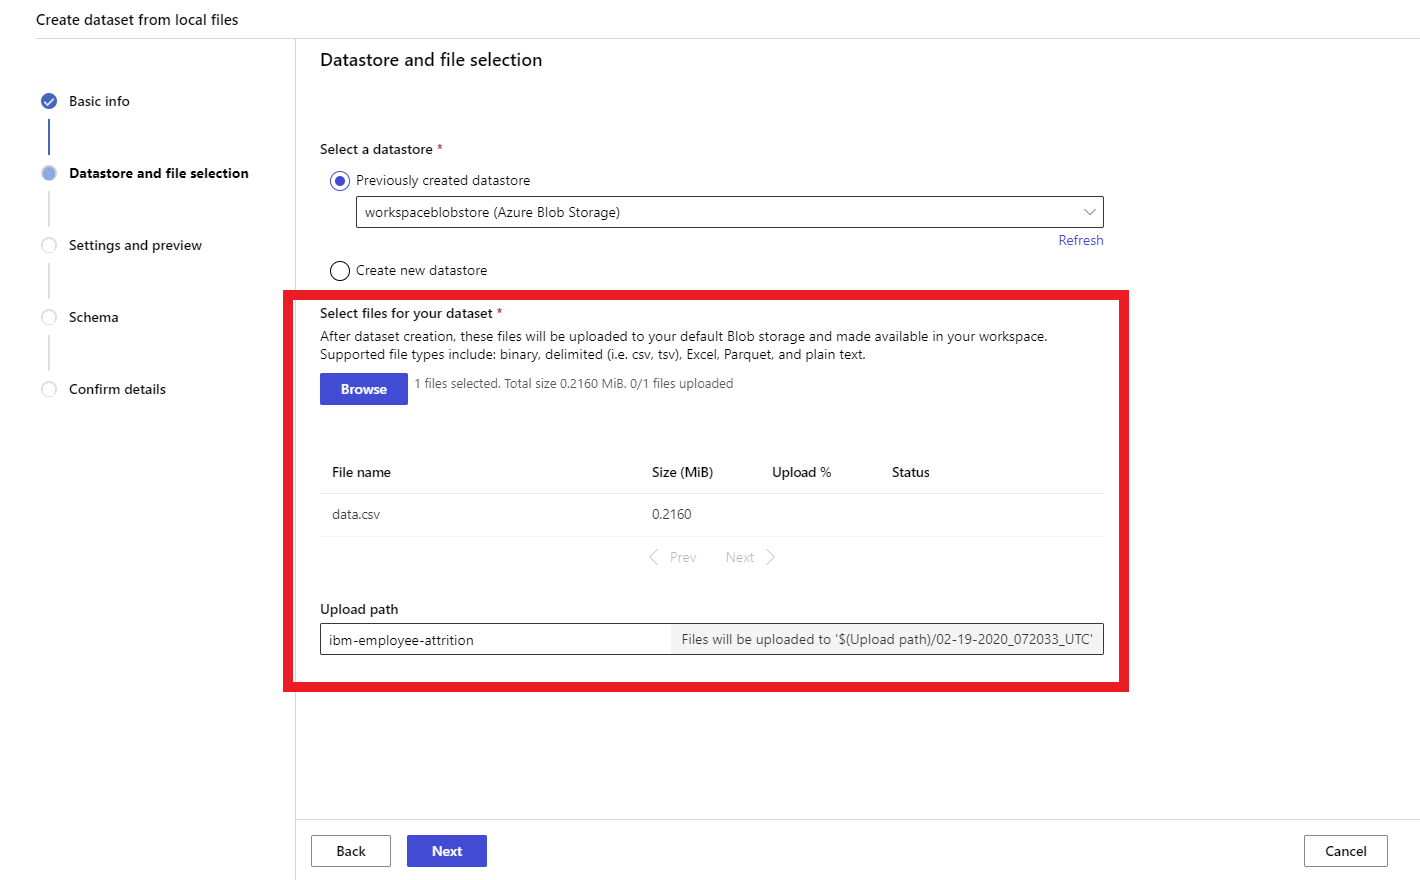 Create dataset from local files
Basic info
Datastore and file selection
Settings and preview
Schema
Confirm details
Datastore and file selection
Select a datastore *
Previously created datastore
workspaceblobstore (Azure Blob Storage)
Refresh
Create new datastore
Select files for your dataset *
After dataset creation, these files will be uploaded to your default Blob storage and made available in your workspace.
Supported file types include: binary, delimited (i.e. csv, tsv), Excel, Parquet, and plain text.
Browse 1 files selected. Total size 0.2160 MiB. 0/1 files uploaded
File name Size (MiB) Upload % Status
data.csv 0.2160
Prev Next
Upload path
ibm-employee-attrition Files will be uploaded to '$(Upload path)/02-19-2020_072033_UTC'
Back Next Cancel